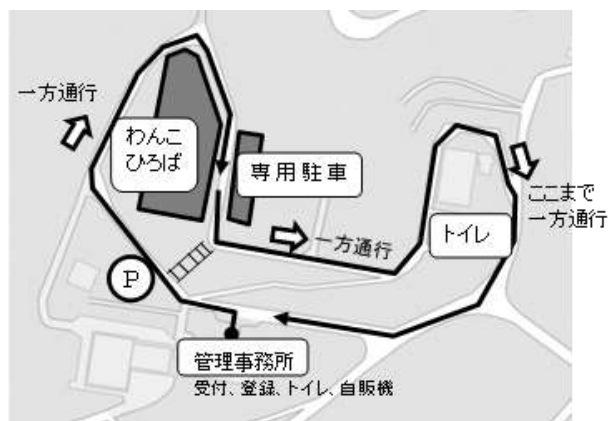 一方通行
わんこ
ひろば
専用駐車
一方通行
トイレ
ここまで
一方通行
P
管理事務所
受付、登録、トイレ、自販機